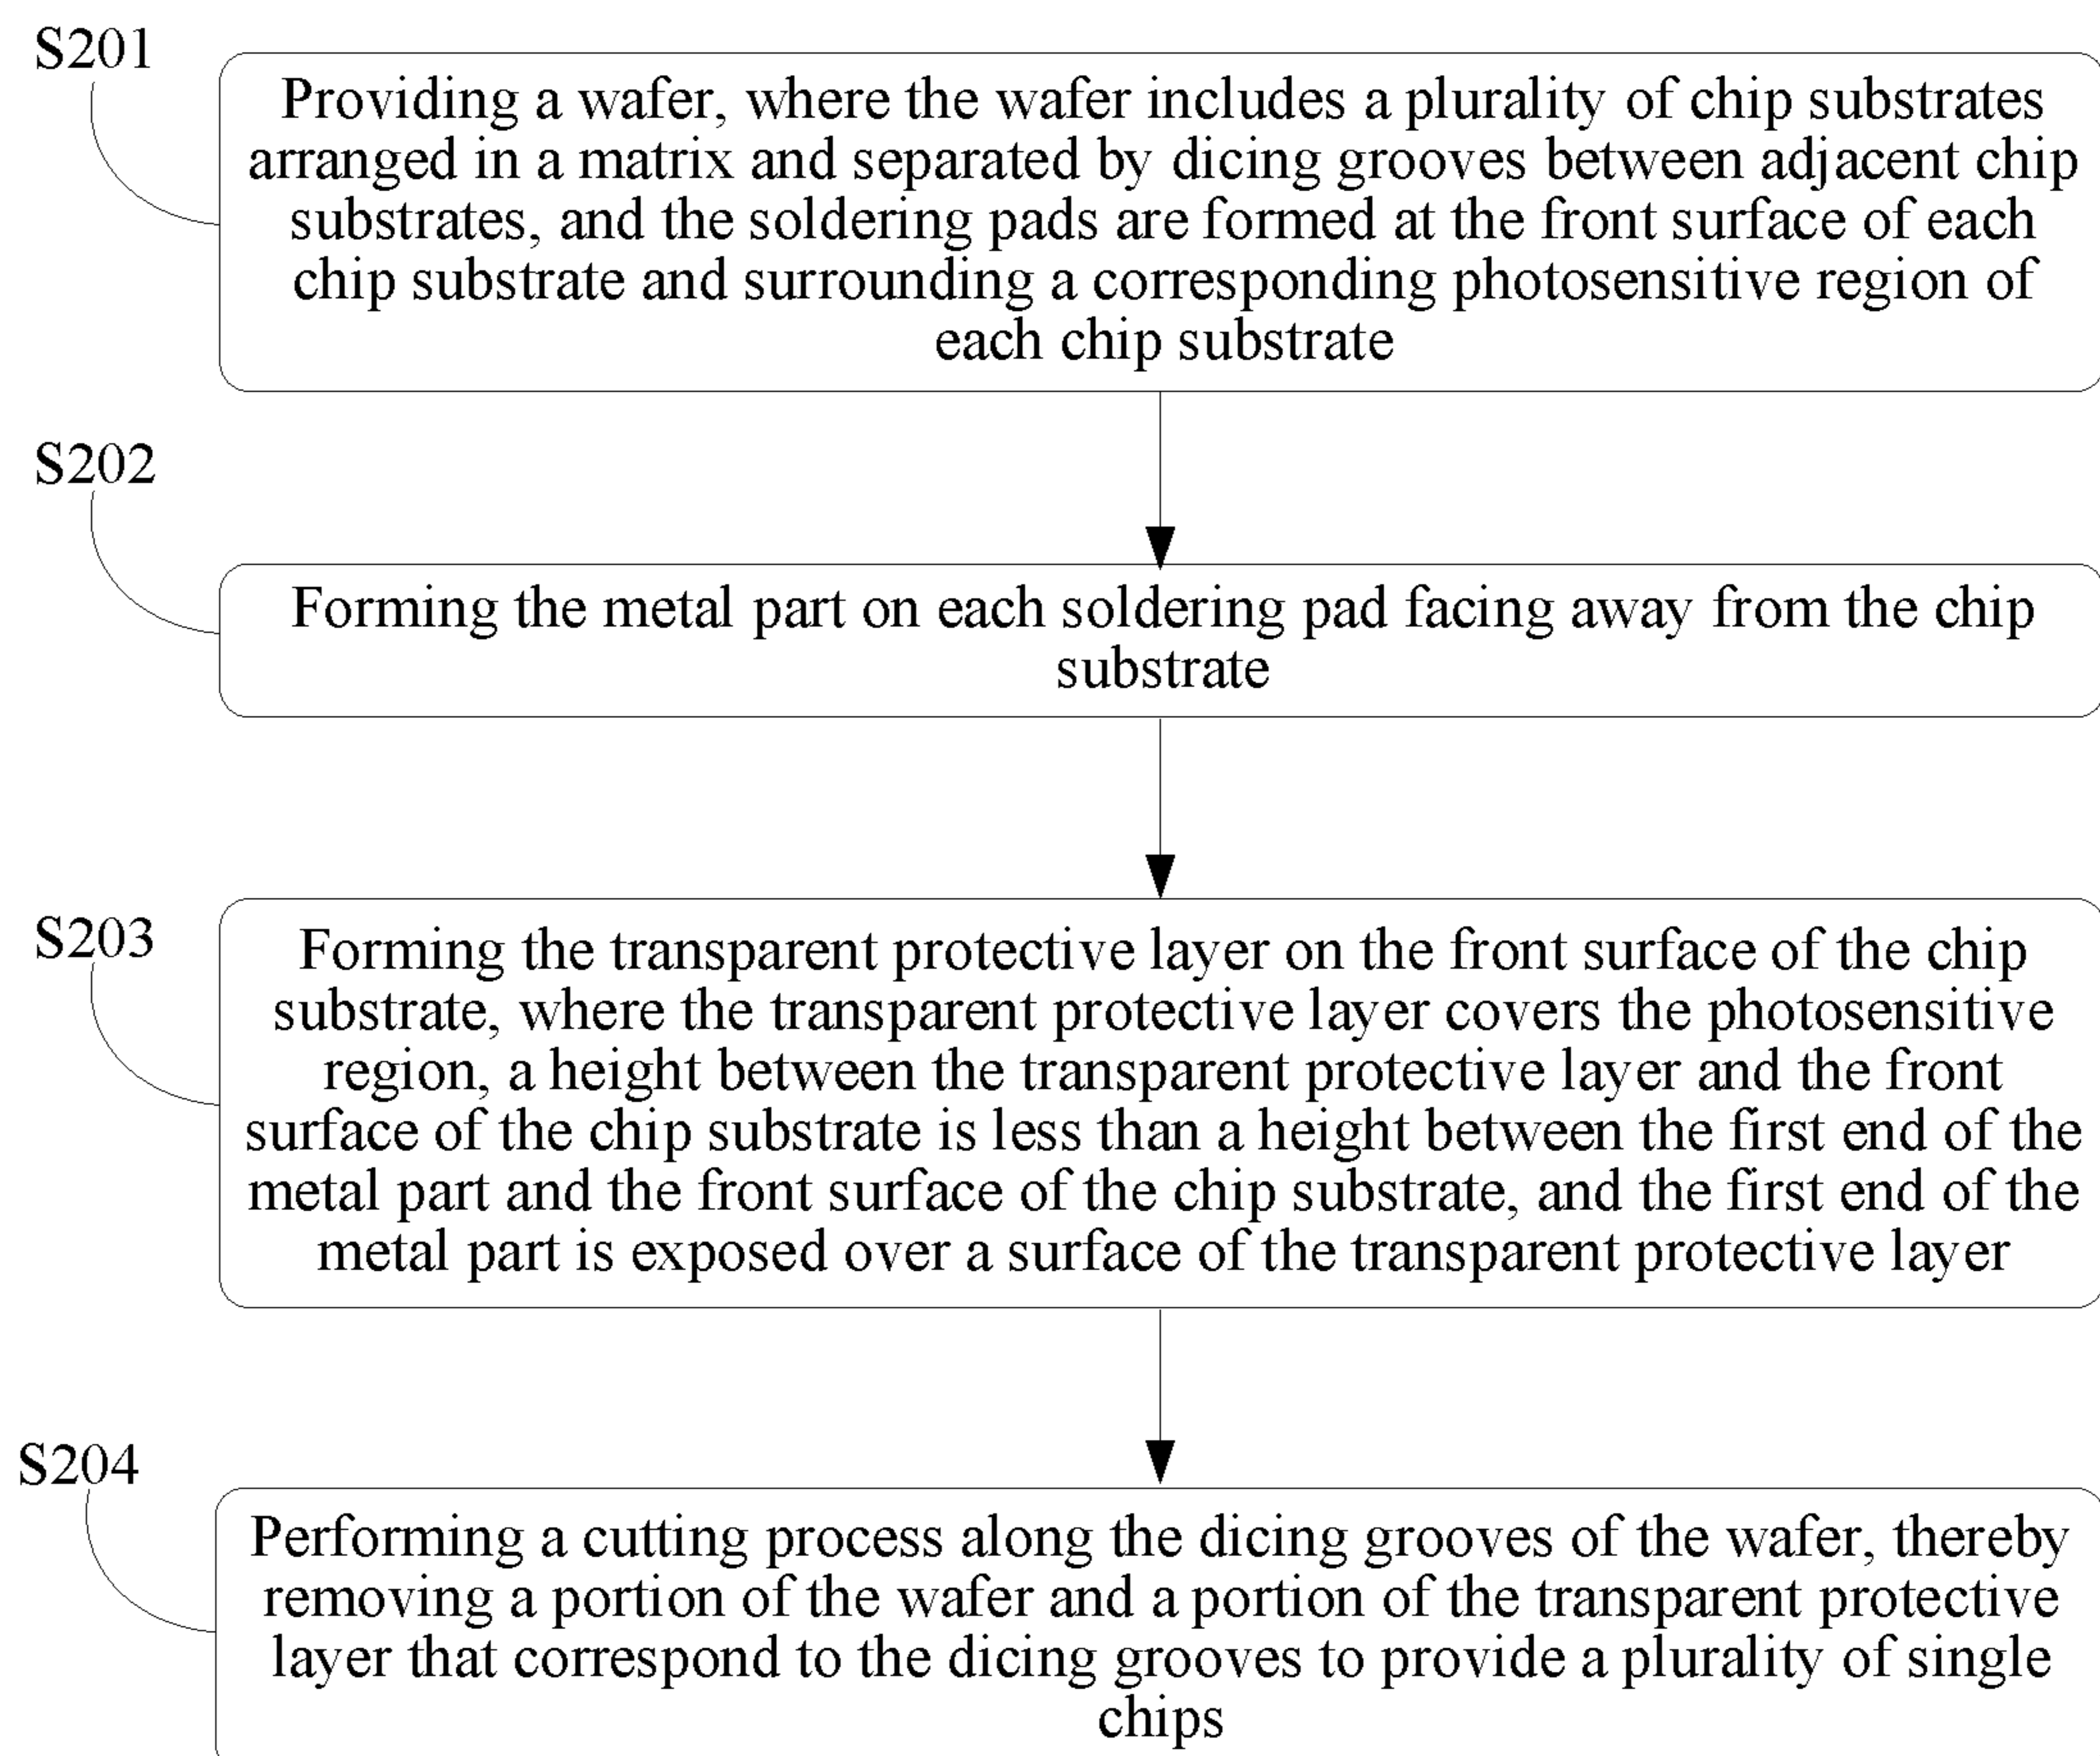 S201
Providing a wafer, where the wafer includes a plurality of chip substrates
arranged in a matrix and separated by dicing grooves between adjacent chip
substrates, and the soldering pads are formed at the front surface of each
chip substrate and surrounding a corresponding photosensitive region of
each chip substrate
S202
Forming the metal part on each soldering pad facing away from the chip
substrate
S203
Forming the transparent protective layer on the front surface of the chip
substrate, where the transparent protective layer covers the photosensitive
region, a height between the transparent protective layer and the front
surface of the chip substrate is less than a height between the first end of the
metal part and the front surface of the chip substrate, and the first end of the
metal part is exposed over a surface of the transparent protective layer
S204
Performing a cutting process along the dicing grooves of the wafer, thereby
removing a portion of the wafer and a portion of the transparent protective
layer that correspond to the dicing grooves to provide a plurality of single
chips